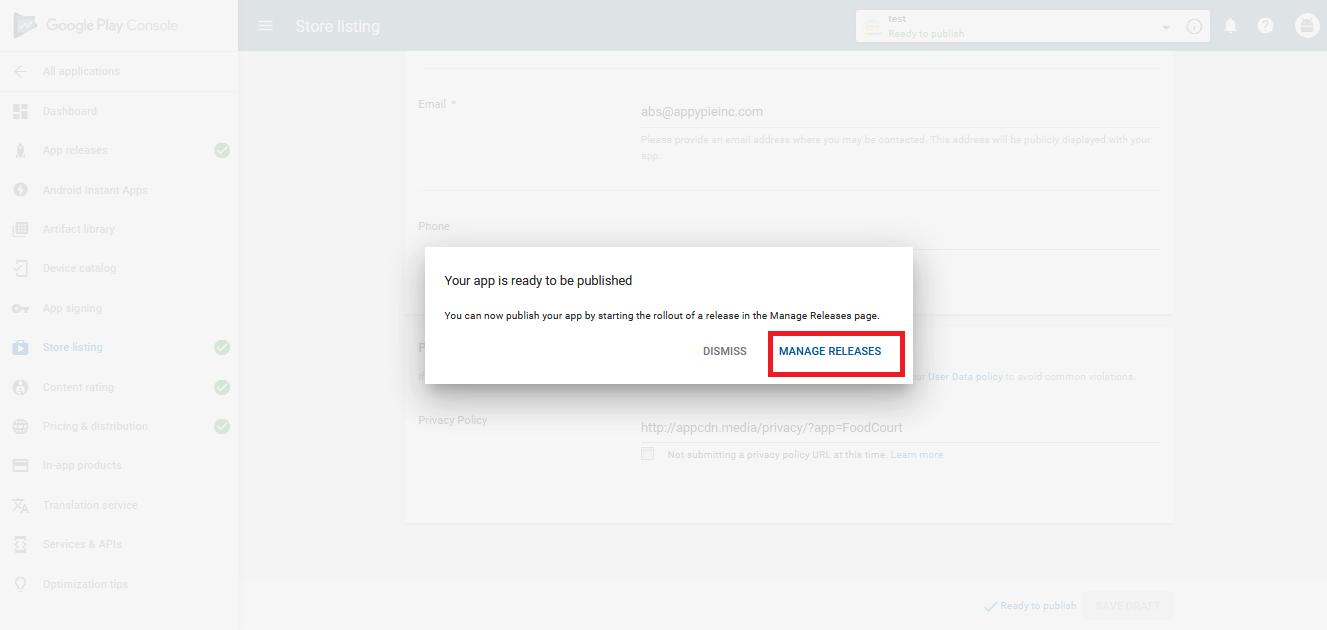 Google Play Console
Store listing
test
Ready to publish
All applications
Dashboard
App releases
Android Instant Apps
Artifact library
Device catalog
App signing
Store listing
Content rating
Pricing & distribution
In-app products
Translation service
Services & APIs
Optimization tips
Email *
abs@appypieinc.com
Please provide an email address where you may be contacted. This address will be publicly displayed with your
app.
Phone
Your app is ready to be published
You can now publish your app by starting the rollout of a release in the Manage Releases page.
DISMISS
MANAGE RELEASES
User Data policy to avoid common violations.
Privacy Policy
http://appcdn.media/privacy/?app=FoodCourt
Not submitting a privacy policy URL at this time. Learn more
Ready to publish
SAVE DRAFT